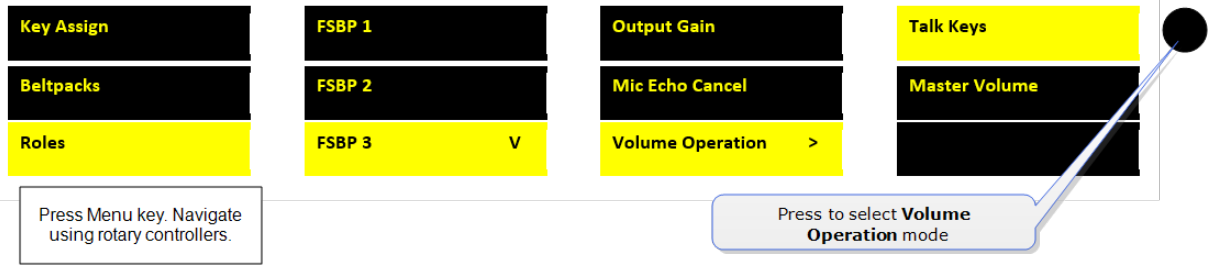 Key Assign
Beltpacks
Roles
FSBP 1
FSBP 2
FSBP 3 V
Output Gain
Mic Echo Cancel
Volume Operation >
Talk Keys
Master Volume
Press Menu key. Navigate
using rotary controllers.
Press to select Volume
Operation mode